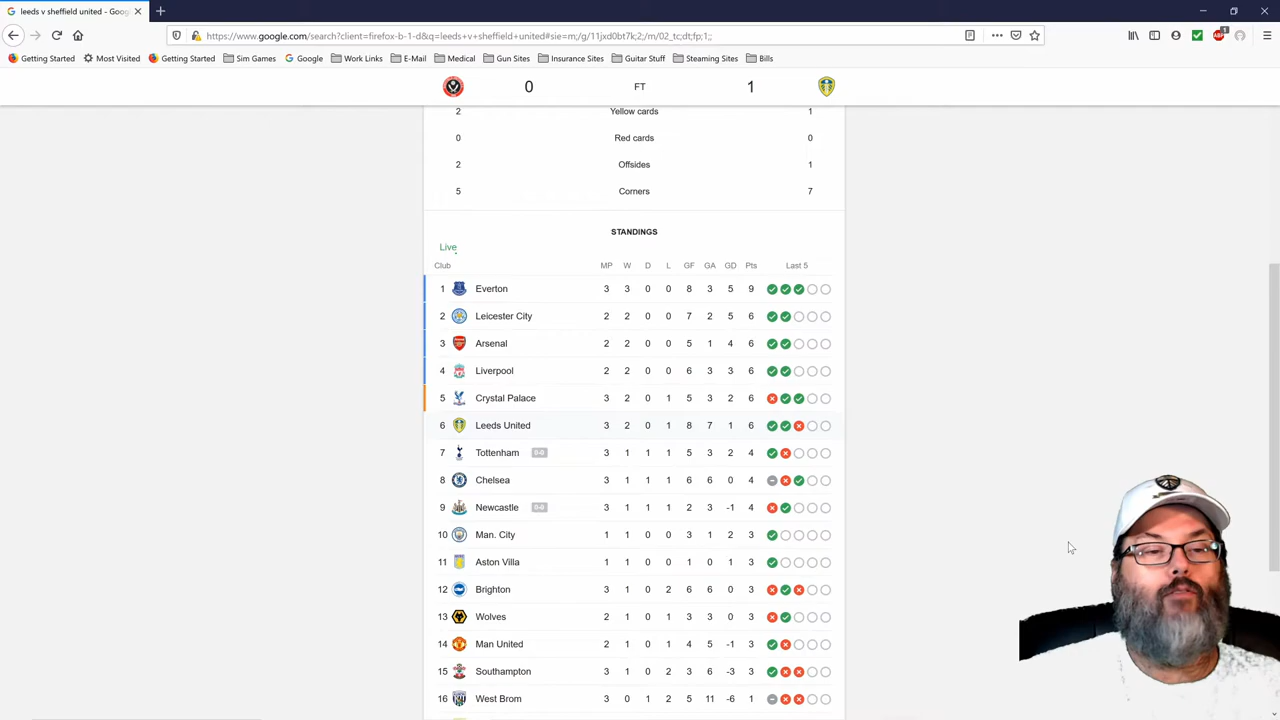 leeds v sheffield united - Goog
https://www.google.com/search?client=firefox-b-1-d&q=leeds+v+sheffield+united#sie=m;/g/11jxd0bt7k;2;/m/02_tc;dt;fp;1;;
Getting Started Most Visited Getting Started Sim Games Google Work Links E-Mail Medical Gun Sites Insurance Sites Guitar Stuff Steaming Sites Bills
0 FT 1
2 Yellow cards 1
0 Red cards 0
2 Offsides 1
5 Corners 7
STANDINGS
Live
Club MP W D L GF GA GD Pts Last 5
1 Everton 3 3 0 0 8 3 5 9
2 Leicester City 2 2 0 0 7 2 5 6
3 Arsenal 2 2 0 0 5 1 4 6
4 Liverpool 2 2 0 0 6 3 3 6
5 Crystal Palace 3 2 0 1 5 3 2 6
6 Leeds United 3 2 0 1 8 7 1 6
7 Tottenham 0-0 3 1 1 1 5 3 2 4
8 Chelsea 3 1 1 1 6 6 0 4
9 Newcastle 0-0 3 1 1 1 2 3 -1 4
10 Man. City 1 1 0 0 3 1 2 3
11 Aston Villa 1 1 0 0 1 0 1 3
12 Brighton 3 1 0 2 6 6 0 3
13 Wolves 2 1 0 1 3 3 0 3
14 Man United 2 1 0 1 4 5 -1 3
15 Southampton 3 1 0 2 3 6 -3 3
16 West Brom 3 0 1 2 5 11 -6 1